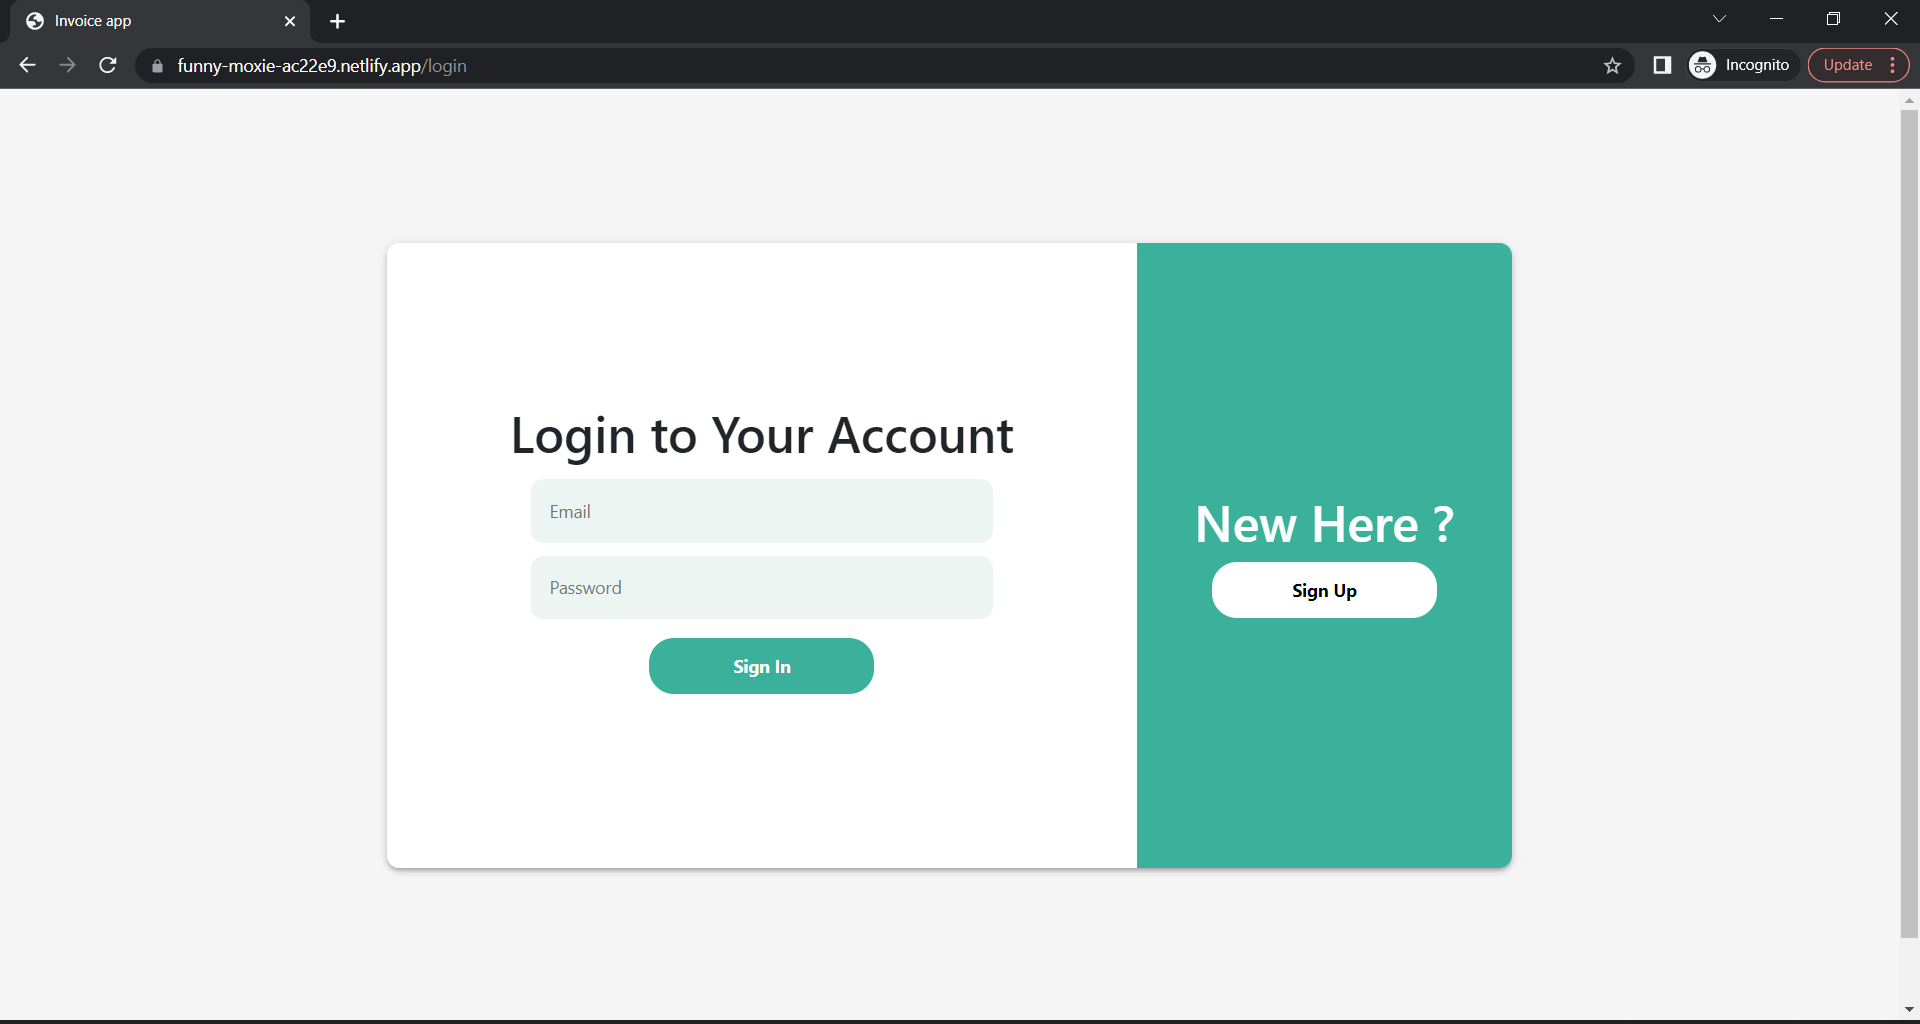 Invoice app
funny-moxie-ac22e9.netlify.app/login
Incognito
Update
Login to Your Account
Email
Password
Sign In
New Here ?
Sign Up